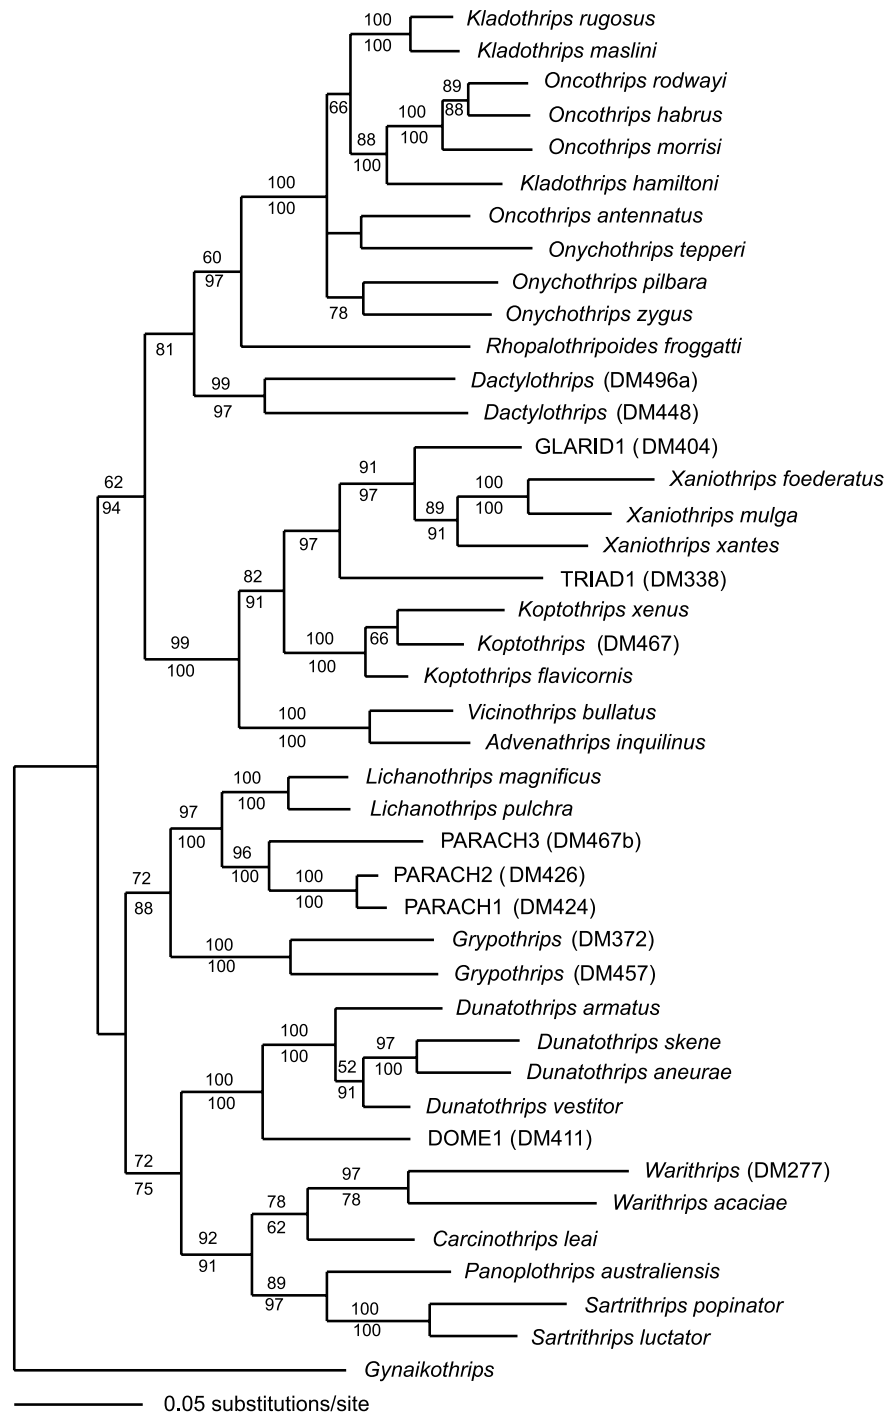 100
Kladothrips rugosus
100
Kladothrips maslini
89
Oncothrips rodwayi
66
100
88
Oncothrips habrus
88
100
Oncothrips morrisi
100
Kladothrips hamiltoni
100
100
Oncothrips antennatus
Onychothrips tepperi
60
97
Onychothrips pilbara
78
Onychothrips zygus
81
Rhopalothripoides froggatti
99
Dactylothrips (DM496a)
97
Dactylothrips (DM448)
GLARID1 (DM404)
62
91
100
Xaniothrips foederatus
94
97
89
100
Xaniothrips mulga
97
91
Xaniothrips xantes
82
TRIAD1 (DM338)
91
Koptothrips xenus
99
100
66
Koptothrips (DM467)
100
100
Koptothrips flavicornis
100
Vicinothrips bullatus
100
Advenathrips inquilinus
100
Lichanothrips magnificus
97
100
Lichanothrips pulchra
100
96
PARACH3 (DM467b)
72
100
100
PARACH2 (DM426)
88
100
PARACH1 (DM424)
100
Grypothrips (DM372)
100
Grypothrips (DM457)
Dunatothrips armatus
100
97
Dunatothrips skene
100
52
100
Dunatothrips aneurae
100
91
100
Dunatothrips vestitor
DOME1 (DM411)
72
97
Warithrips (DM277)
75
78
78
Warithrips acaciae
92
62
Carcinothrips leai
91
89
Panoplothrips australiensis
97
100
Sartrithrips popinator
100
Sartrithrips luctator
Gynaikothrips
0.05 substitutions/site